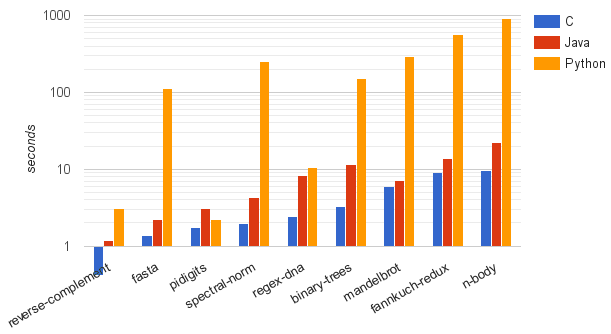 1000
100
10
1
seconds
reverse-complement
fasta
pidigits
spectral-norm
regex-dna
binary-trees
mandelbrot
fannkuch-redux
n-body
C
Java
Python